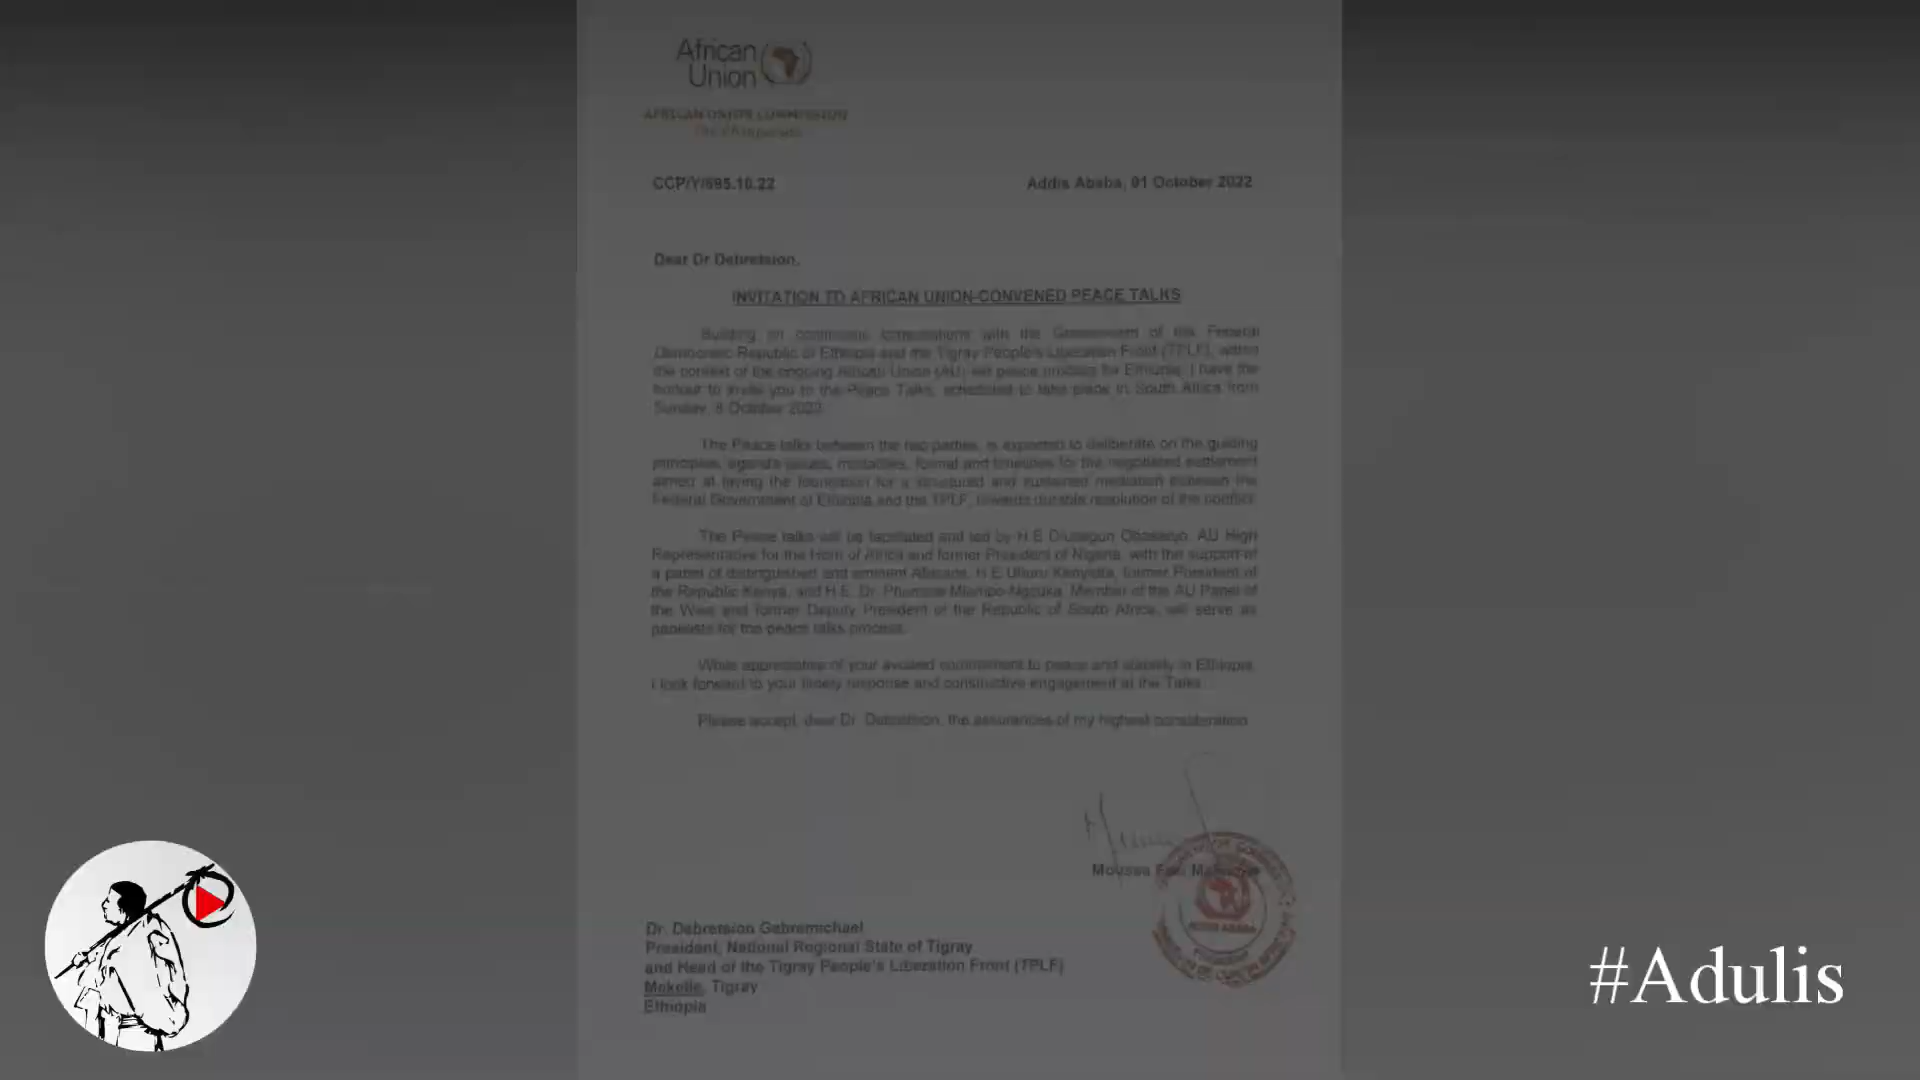 African
Union
AFRICAN UNION COMMISSION
CCP/Y/695.10.22
Addis Ababa, 01 October 2022
Dear Dr Debretsion,
INVITATION TO AFRICAN UNION-CONVENED PEACE TALKS
Building on continuous consultations with the Government of the Federal
Democratic Republic of Ethiopia and the Tigray People's Liberation Front (TPLF), within
the context of the ongoing African Union (AU) led peace process for Ethiopia, I have the
honour to invite you to the Peace Talks, scheduled to take place in South Africa from
Sunday, 8 October 2022
The Peace talks between the two parties, is expected to deliberate on the guiding
principles, agenda issues, modalities, format and timelines for the negotiated settlement
aimed at laying the foundation for a structured and sustained mediation between the
Federal Government of Ethiopia and the TPLF, towards durable resolution of the conflict.
The Peace talks will be facilitated and led by H.E Olusegun Obasanjo, AU High
Representative for the Horn of Africa and former President of Nigeria, with the support of
a panel of distinguished and eminent Africans. H.E Uhuru Kenyatta, former President of
the Republic Kenya, and H.E. Dr. Phumzile Mlambo-Ngcuka, Member of the AU Panel of
the Wise and former Deputy President of the Republic of South Africa, will serve as
panelists for the peace talks process.
While appreciative of your avowed commitment to peace and stability in Ethiopia,
I look forward to your timely response and constructive engagement at the Talks.
Please accept, dear Dr. Debretsion, the assurances of my highest consideration
Moussa Faki Mahamat
Dr. Debretsion Gebremichael
President, National Regional State of Tigray
and Head of the Tigray People's Liberation Front (TPLF)
Mekelle, Tigray
Ethiopia
ADDIS ABABA
#Adulis